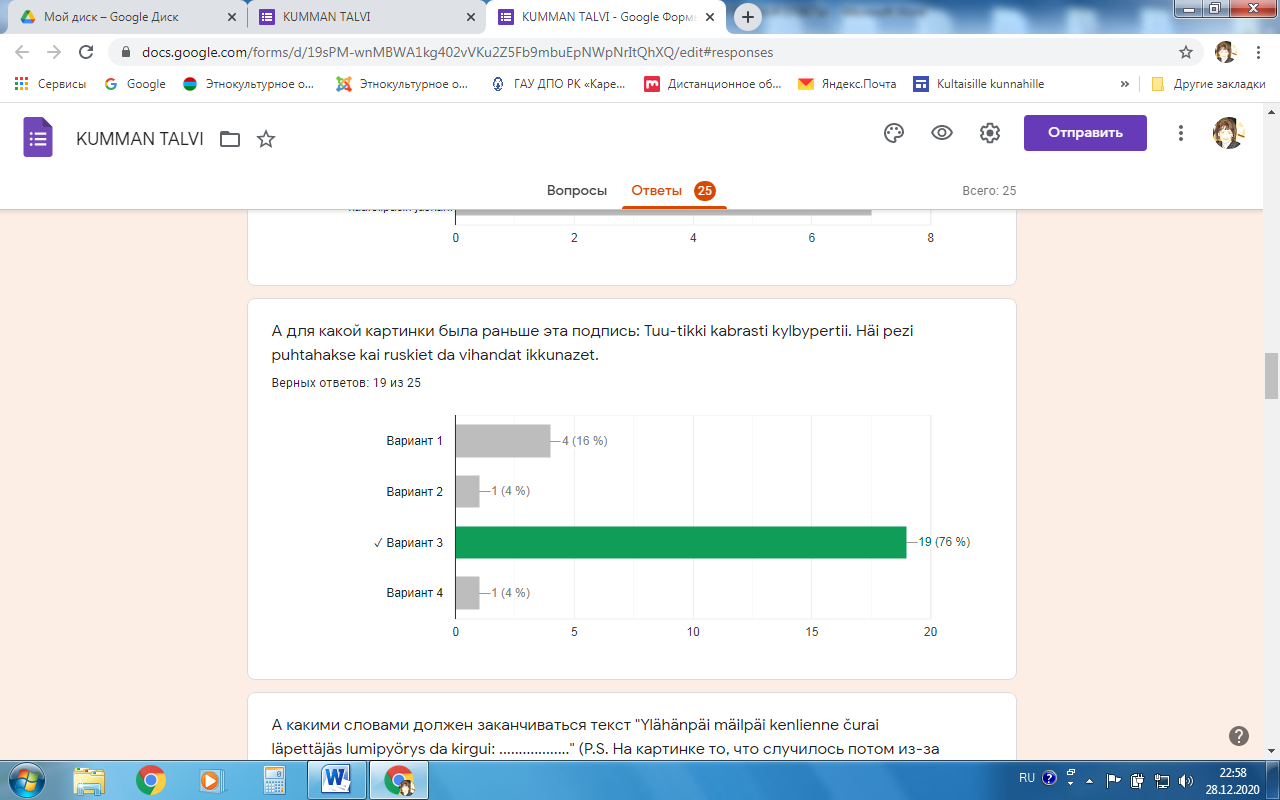 Мой диск – Google Диск
KUMMAN TALVI
KUMMAN TALVI - Google Форм
docs.google.com/forms/d/19sPM-wnMBWA1kg402vVKu2Z5Fb9mbuEpNWpNrItQhXQ/edit#responses
Сервисы
Google
Этнокультурное о...
Этнокультурное о...
ГАУ ДПО РК «Каре...
Дистанционное об...
Яндекс.Почта
Kultaisille kunnahille
»
Другие закладки
KUMMAN TALVI
Отправить
Вопросы
Ответы 25
Всего: 25
0 2 4 6 8
А для какой картинки была раньше эта подпись: Tuu-tikki kabrasti kylbypertii. Häi pezi
puhtahakse kai ruskiet da vihandat ikkunazet.
Верных ответов: 19 из 25
Вариант 1 4 (16 %)
Вариант 2 1 (4 %)
✓ Вариант 3 19 (76 %)
Вариант 4 1 (4 %)
0 5 10 15 20
А какими словами должен заканчиваться текст "Ylähänpäi mäilpäi kenlienne čurai
läpettäjäs lumipyörys da kirgui: ..................." (P.S. На картинке то, что случилось потом из-за
RU
22:58
28.12.2020